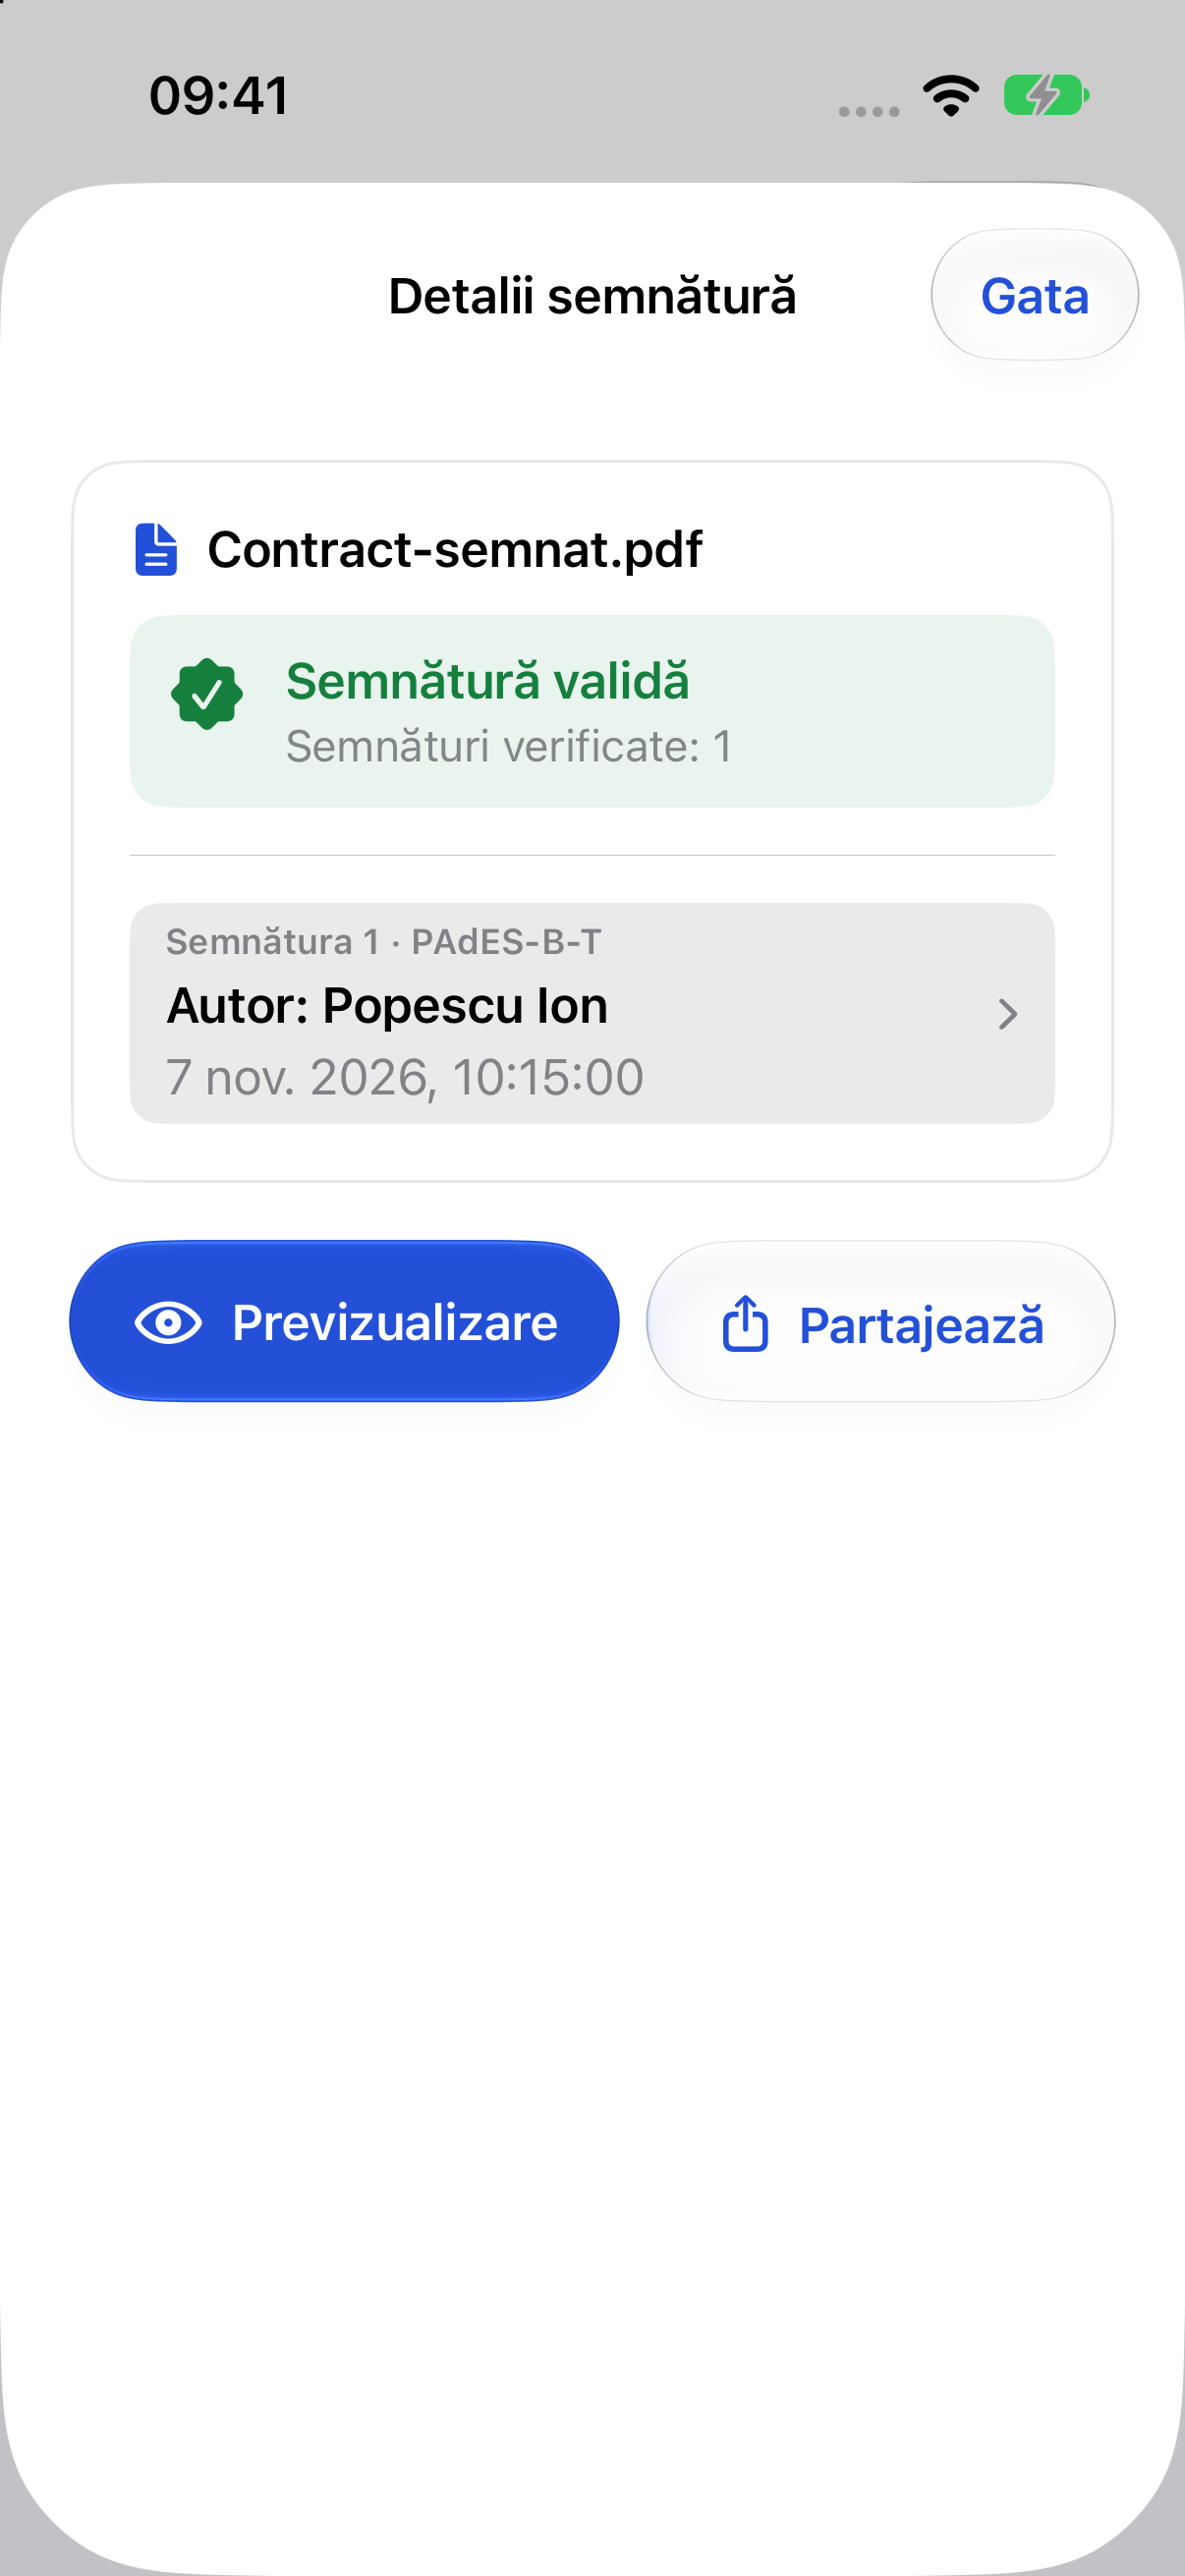 09:41
Detalii semnătură
Gata
Contract-semnat.pdf
Semnătură validă
Semnături verificate: 1
Semnătura 1 · PAdES-B-T
Autor: Popescu Ion
7 nov. 2026, 10:15:00
Previzualizare
Partajează